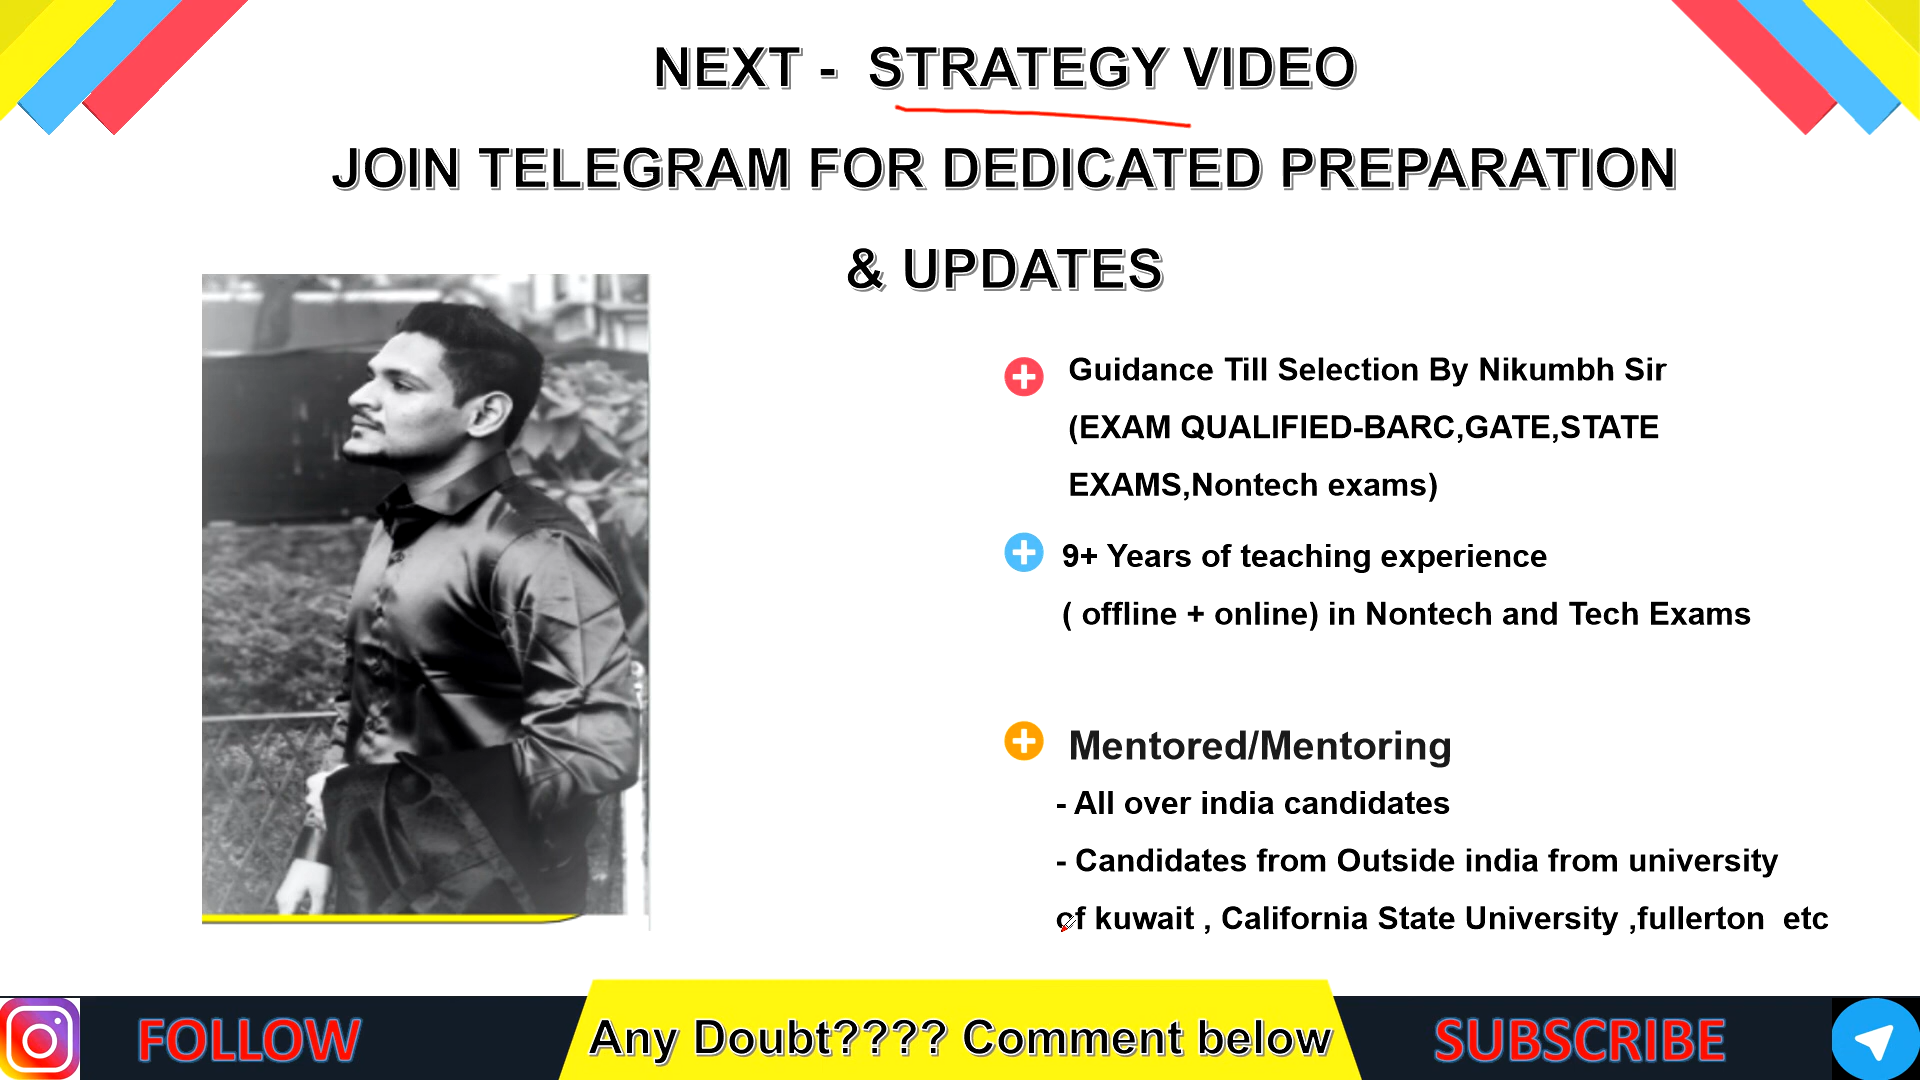 NEXT - STRATEGY VIDEO
JOIN TELEGRAM FOR DEDICATED PREPARATION
& UPDATES
Guidance Till Selection By Nikumbh Sir
(EXAM QUALIFIED-BARC,GATE,STATE
EXAMS,Nontech exams)
9+ Years of teaching experience
( offline + online) in Nontech and Tech Exams
Mentored/Mentoring
- All over india candidates
- Candidates from Outside india from university
of kuwait , California State University ,fullerton etc
FOLLOW
Any Doubt???? Comment below
SUBSCRIBE